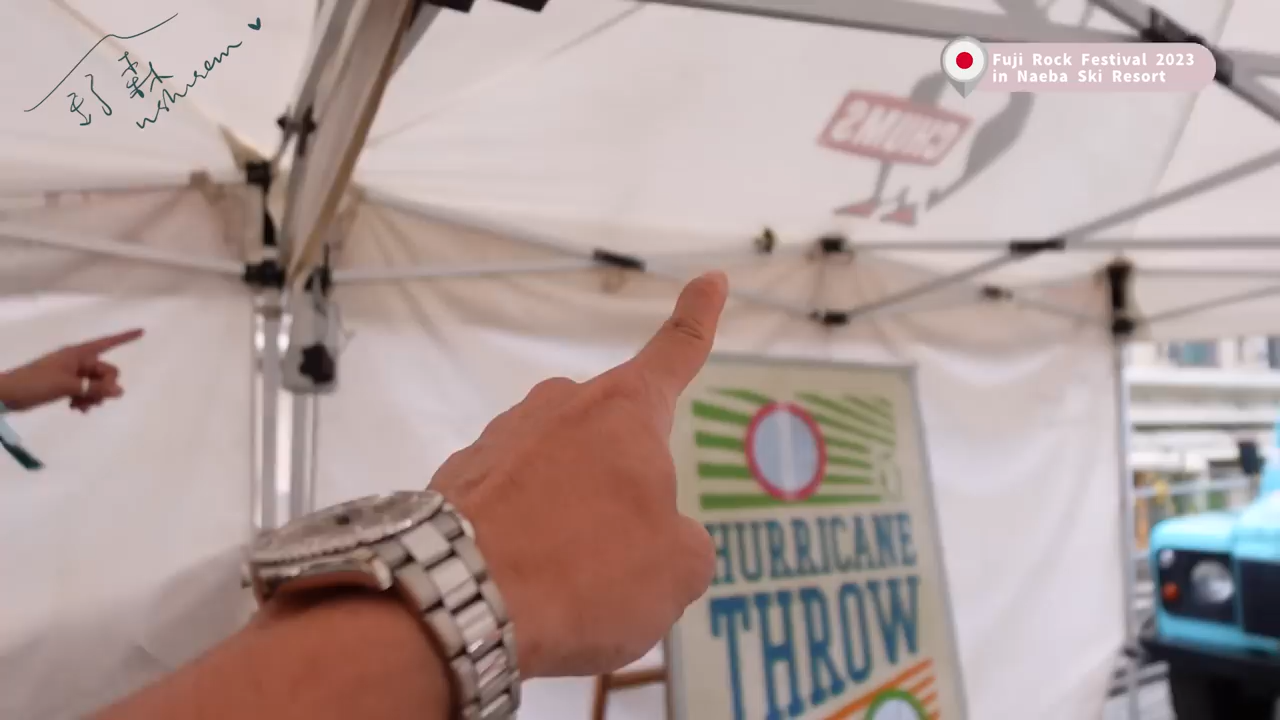 Fuji Rock Festival 2023
in Naeba Ski Resort
CHUMS
HURRICANE
THROW